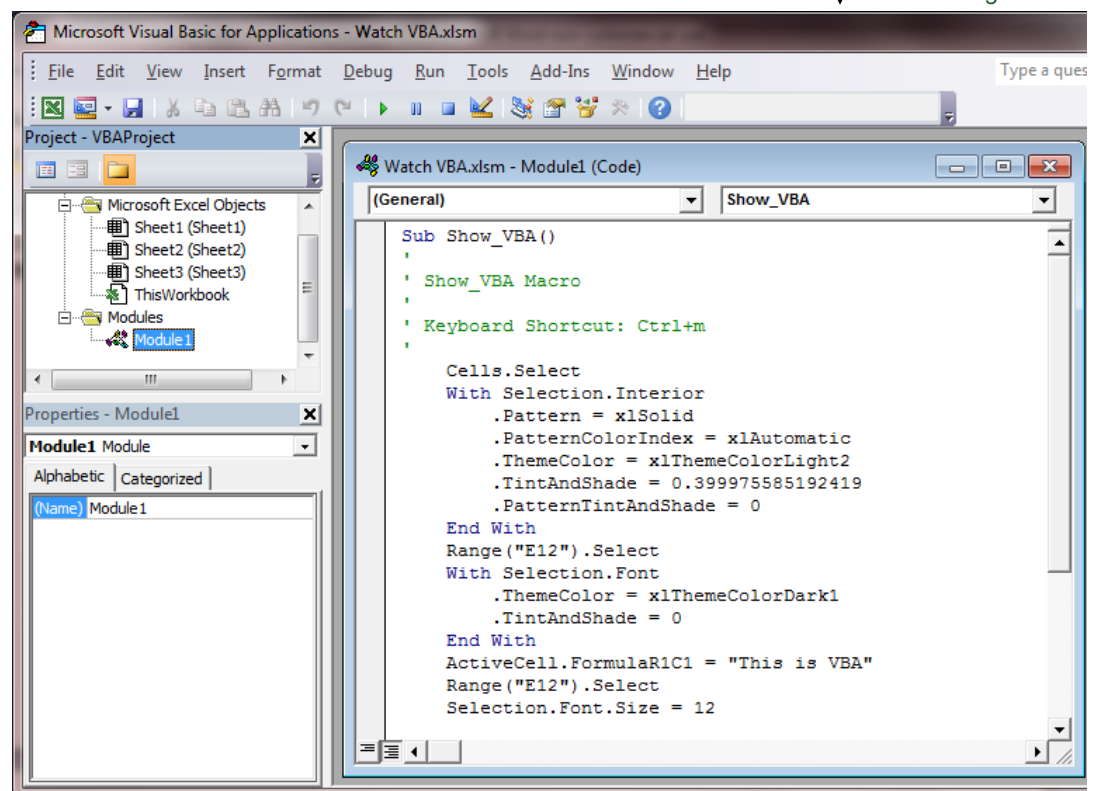 Microsoft Visual Basic for Applications - Watch VBA.xlsm
File Edit View Insert Format Debug Run Tools Add-Ins Window Help
Type a ques
Project - VBAProject
Microsoft Excel Objects
Sheet1 (Sheet1)
Sheet2 (Sheet2)
Sheet3 (Sheet3)
ThisWorkbook
Modules
Module1
Properties - Module1
Module1 Module
Alphabetic Categorized
(Name) Module1
Watch VBA.xlsm - Module1 (Code)
(General) Show_VBA
Sub Show_VBA()
'
' Show_VBA Macro
'
' Keyboard Shortcut: Ctrl+m
'
Cells.Select
With Selection.Interior
.Pattern = xlSolid
.PatternColorIndex = xlAutomatic
.ThemeColor = xlThemeColorLight2
.TintAndShade = 0.399975585192419
.PatternTintAndShade = 0
End With
Range("E12").Select
With Selection.Font
.ThemeColor = xlThemeColorDark1
.TintAndShade = 0
End With
ActiveCell.FormulaR1C1 = "This is VBA"
Range("E12").Select
Selection.Font.Size = 12